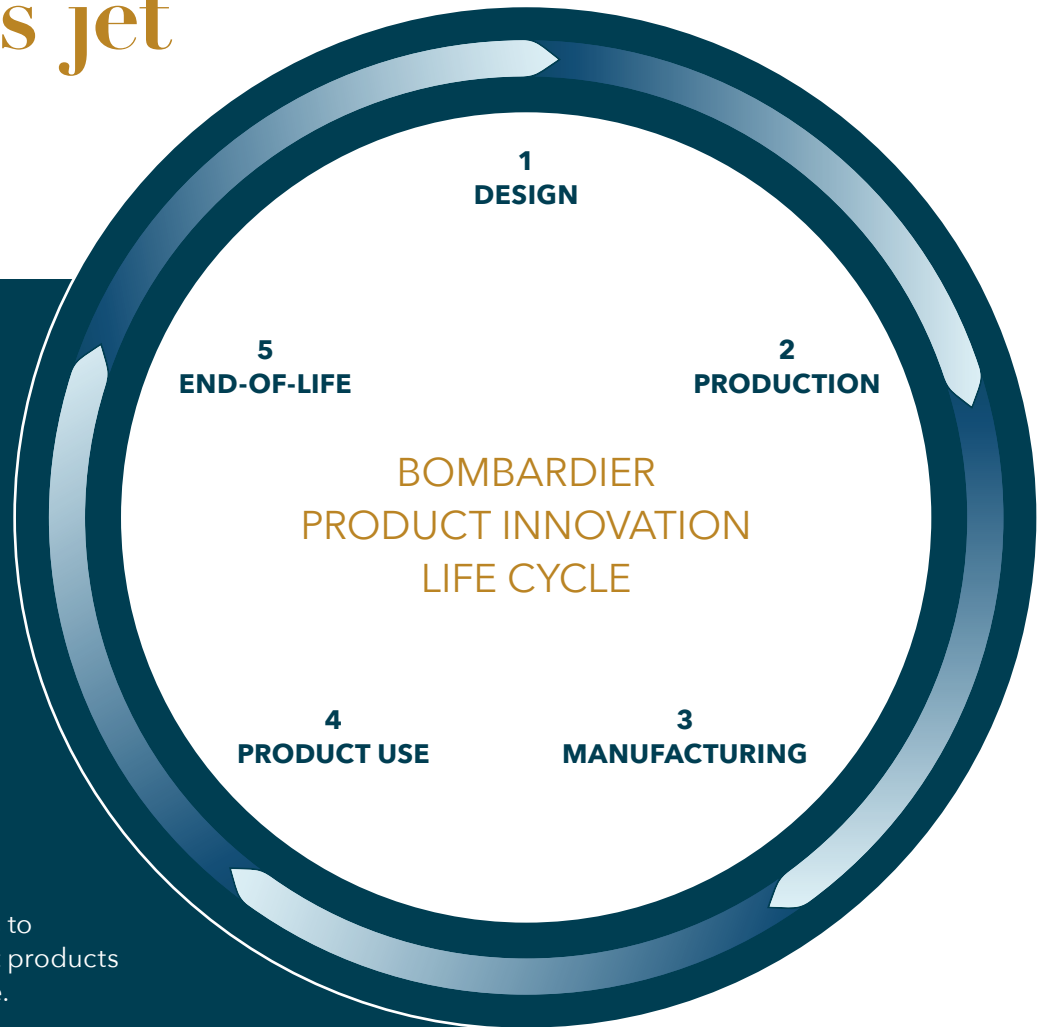 s jet
1
DESIGN
2
PRODUCTION
3
MANUFACTURING
4
PRODUCT USE
5
END-OF-LIFE
BOMBARDIER
PRODUCT INNOVATION
LIFE CYCLE
to
products